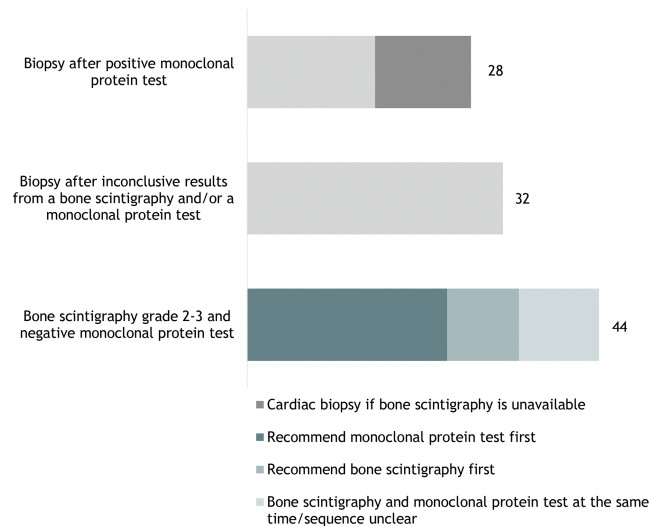 Biopsy after positive monoclonal
protein test
28
Biopsy after inconclusive results
from a bone scintigraphy and/or a
monoclonal protein test
32
Bone scintigraphy grade 2-3 and
negative monoclonal protein test
44
Cardiac biopsy if bone scintigraphy is unavailable
Recommend monoclonal protein test first
Recommend bone scintigraphy first
Bone scintigraphy and monoclonal protein test at the same
time/sequence unclear